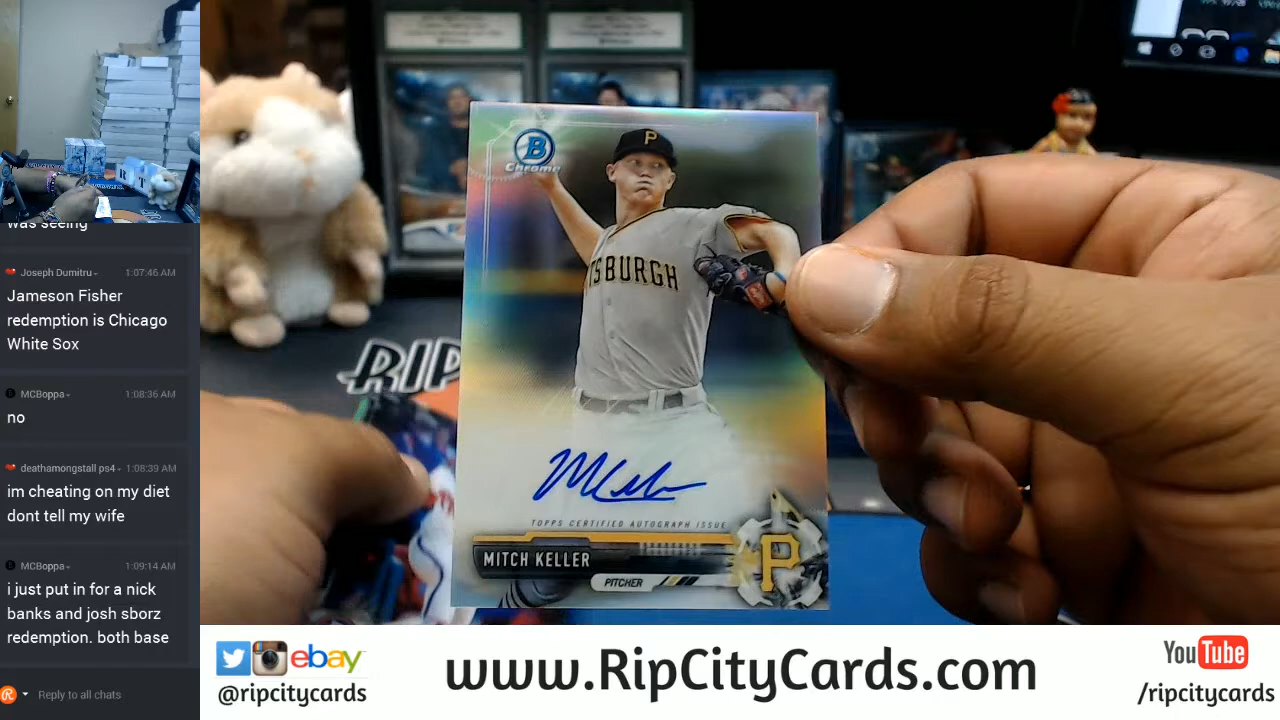 was seeing
Joseph Dumitru
1:07:46 AM
Jameson Fisher
redemption is Chicago
White Sox
MCBoppa
1:08:36 AM
no
deathamongstall ps4
1:08:39 AM
im cheating on my diet
dont tell my wife
MCBoppa
1:09:14 AM
i just put in for a nick
banks and josh sborz
redemption. both base
Reply to all chats
B
Chrome
P
TSBURGH
TOPPS CERTIFIED AUTOGRAPH ISSUE
MITCH KELLER
PITCHER
P
RIP
ebay
@ripcitycards
www.RipCityCards.com
YouTube
/ripcitycards